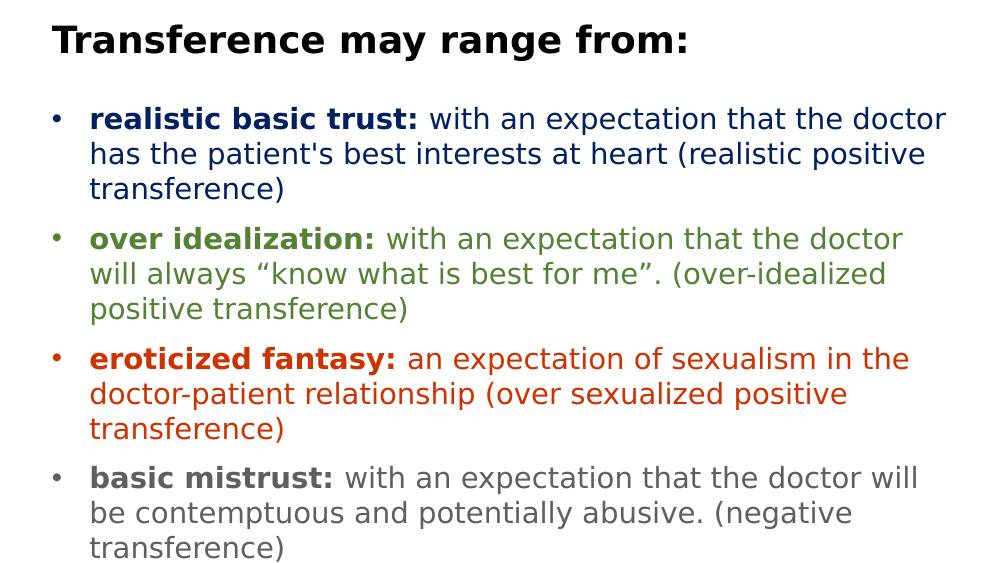 Transference may range from:
• realistic basic trust: with an expectation that the doctor
has the patient's best interests at heart (realistic positive
transference)
• over idealization: with an expectation that the doctor
will always “know what is best for me”. (over-idealized
positive transference)
• eroticized fantasy: an expectation of sexualism in the
doctor-patient relationship (over sexualized positive
transference)
• basic mistrust: with an expectation that the doctor will
be contemptuous and potentially abusive. (negative
transference)